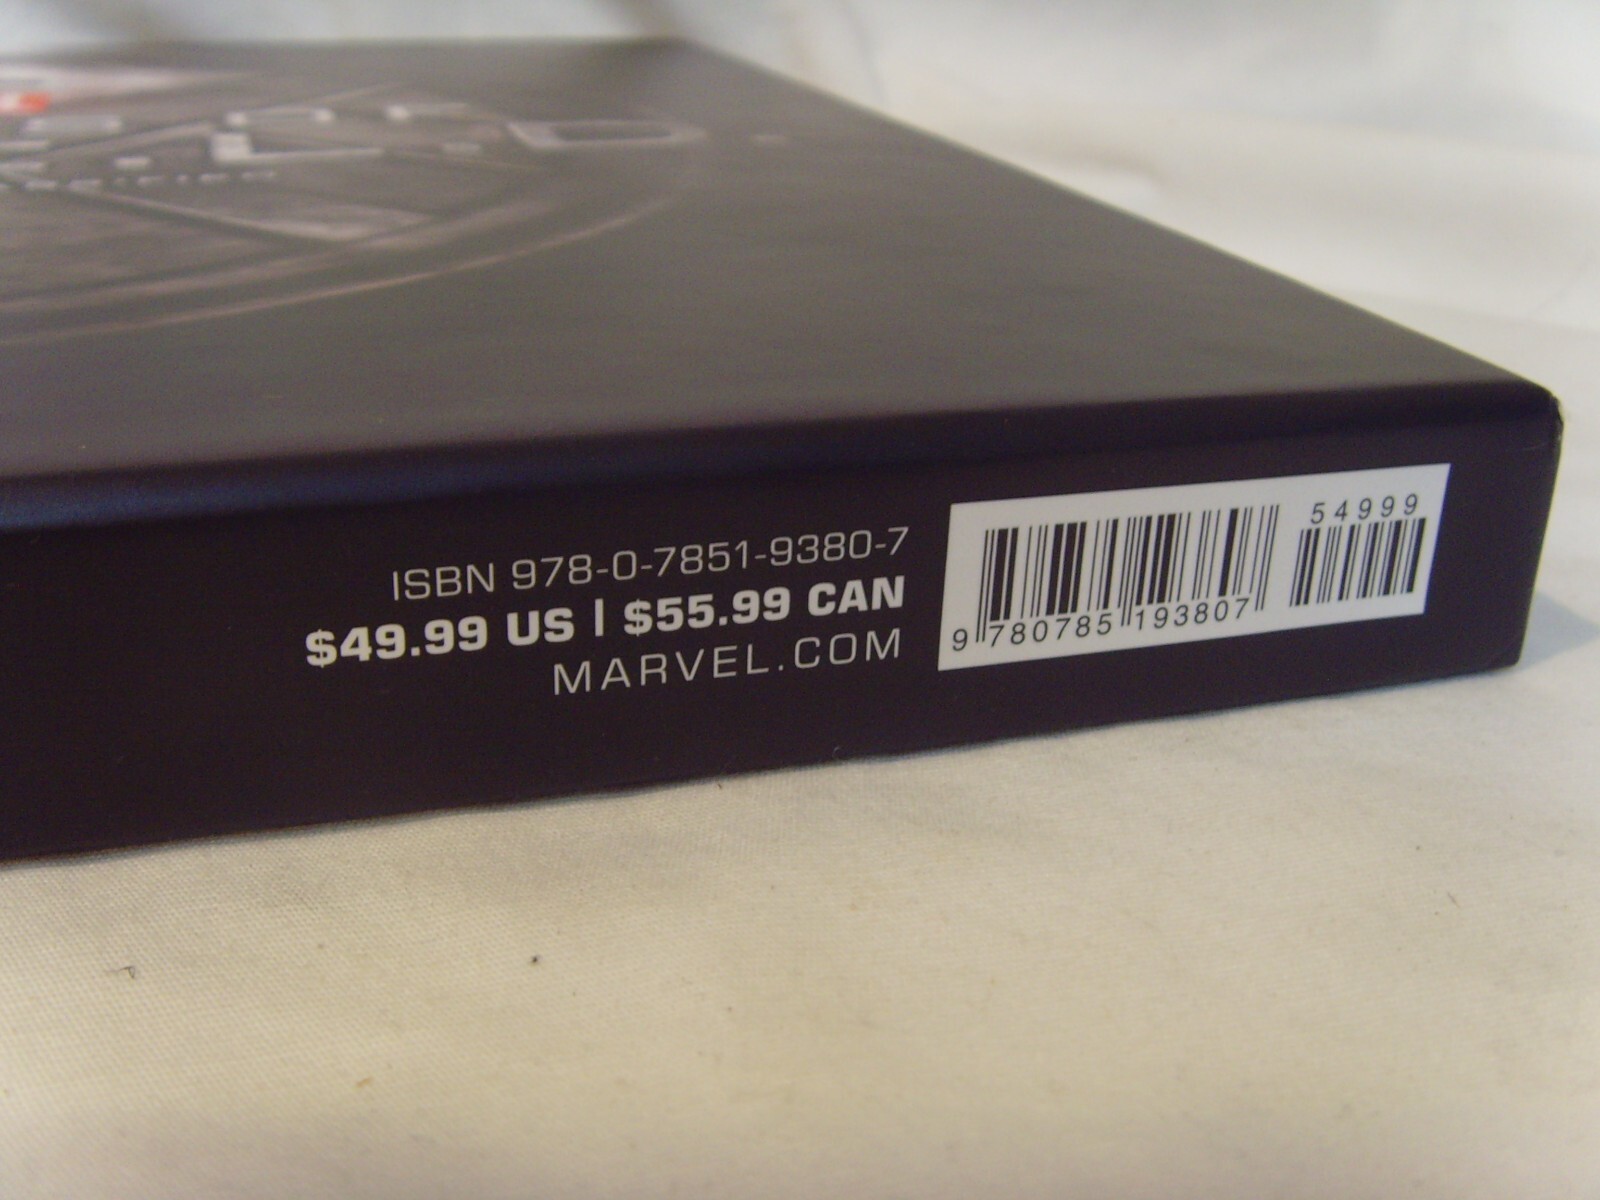 ISBN 978-0-7851-9380-7
$49.99 US | $55.99 CAN
MARVEL.COM
54999
9 780785 193807